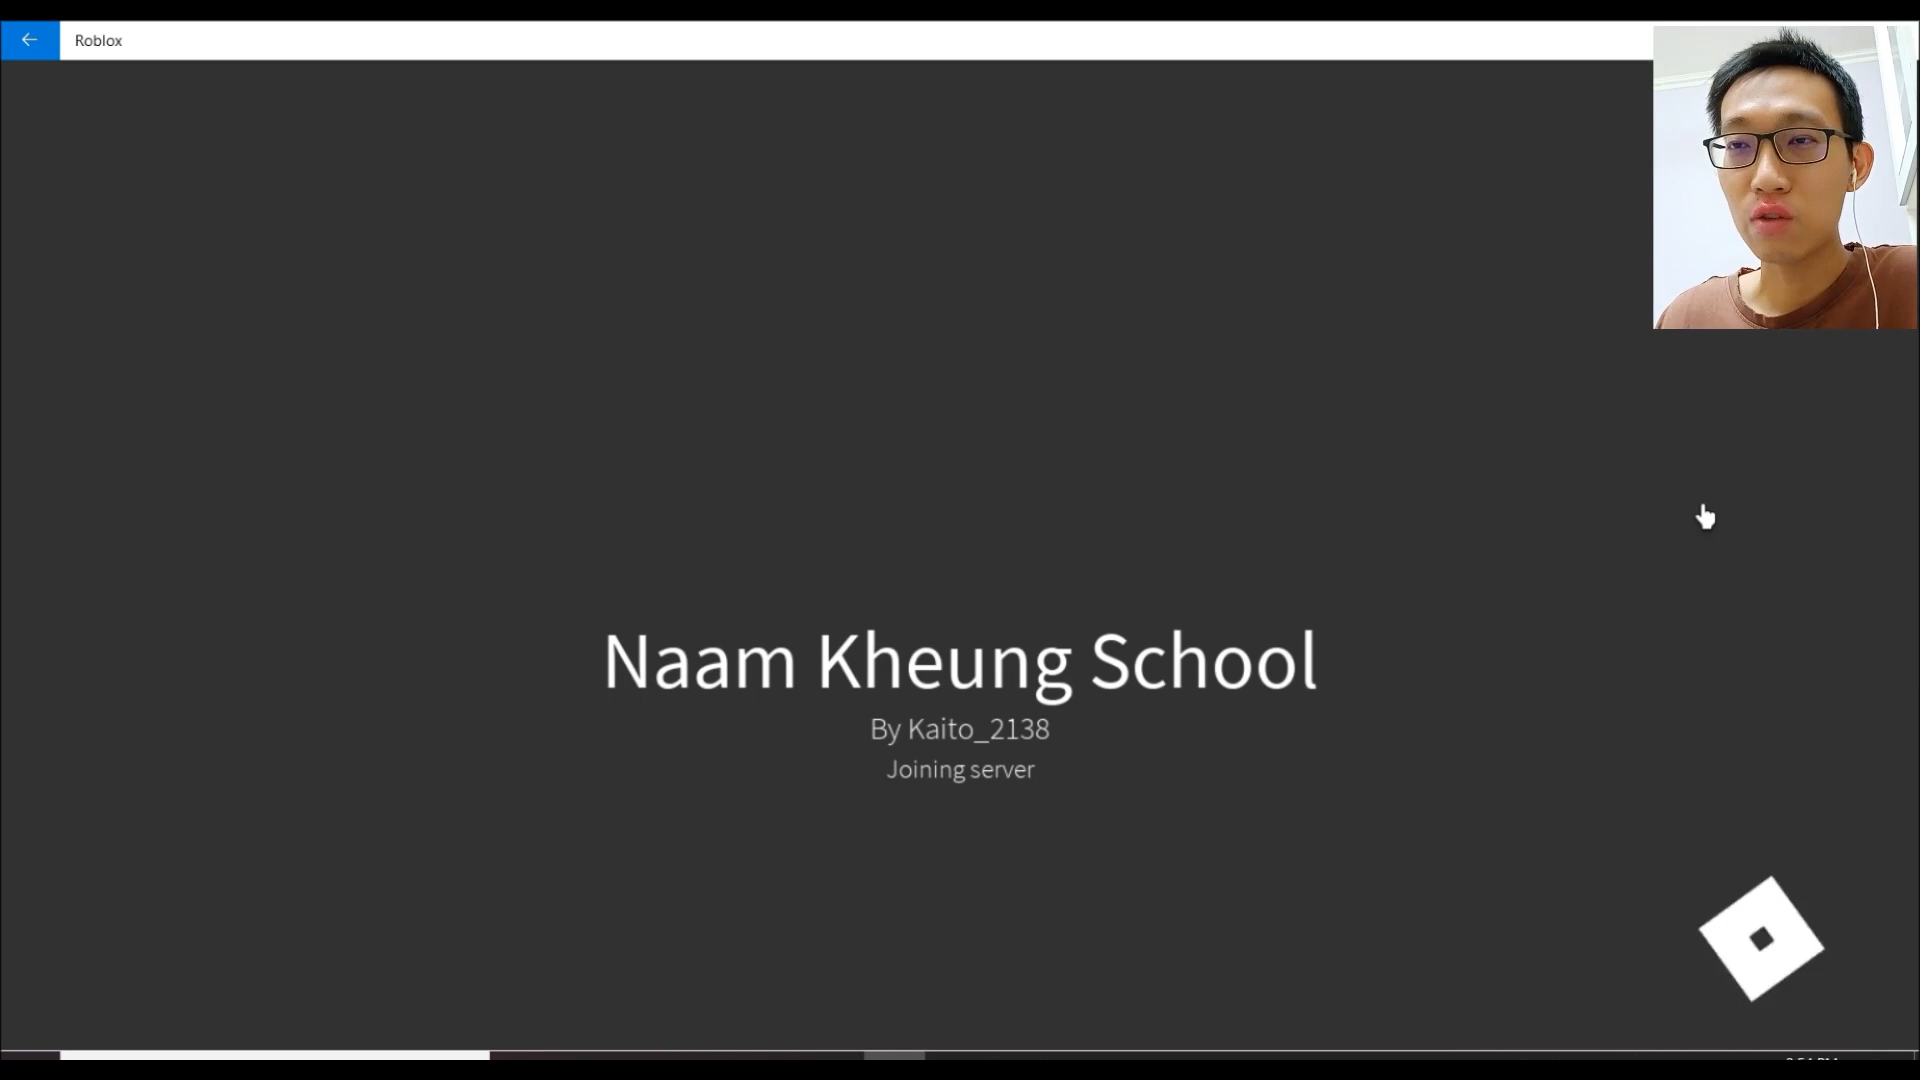 Roblox
Naam Kheung School
By Kaito_2138
Joining server